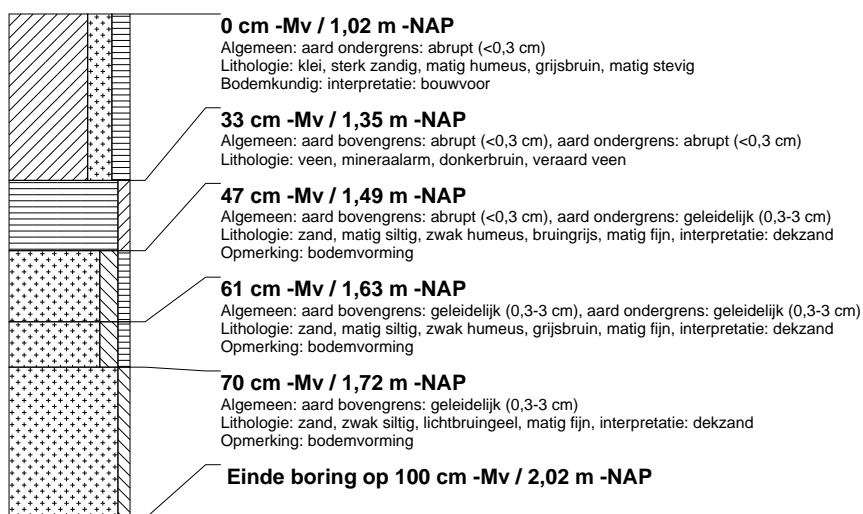 0 cm -Mv / 1,02 m -NAP
Algemeen: aard ondergrens: abrupt (<0,3 cm)
Lithologie: klei, sterk zandig, matig humeus, grijsbruin, matig stevig
Bodemkundig: interpretatie: bouwvoor
33 cm -Mv / 1,35 m -NAP
Algemeen: aard bovengrens: abrupt (<0,3 cm), aard ondergrens: abrupt (<0,3 cm)
Lithologie: veen, mineraalarm, donkerbruin, veraard veen
47 cm -Mv / 1,49 m -NAP
Algemeen: aard bovengrens: abrupt (<0,3 cm), aard ondergrens: geleidelijk (0,3-3 cm)
Lithologie: zand, matig siltig, zwak humeus, bruingrijs, matig fijn, interpretatie: dekzand
Opmerking: bodemvorming
61 cm -Mv / 1,63 m -NAP
Algemeen: aard bovengrens: geleidelijk (0,3-3 cm), aard ondergrens: geleidelijk (0,3-3 cm)
Lithologie: zand, matig siltig, zwak humeus, grijsbruin, matig fijn, interpretatie: dekzand
Opmerking: bodemvorming
70 cm -Mv / 1,72 m -NAP
Algemeen: aard bovengrens: geleidelijk (0,3-3 cm)
Lithologie: zand, zwak siltig, lichtbruingeel, matig fijn, interpretatie: dekzand
Opmerking: bodemvorming
Einde boring op 100 cm -Mv / 2,02 m -NAP